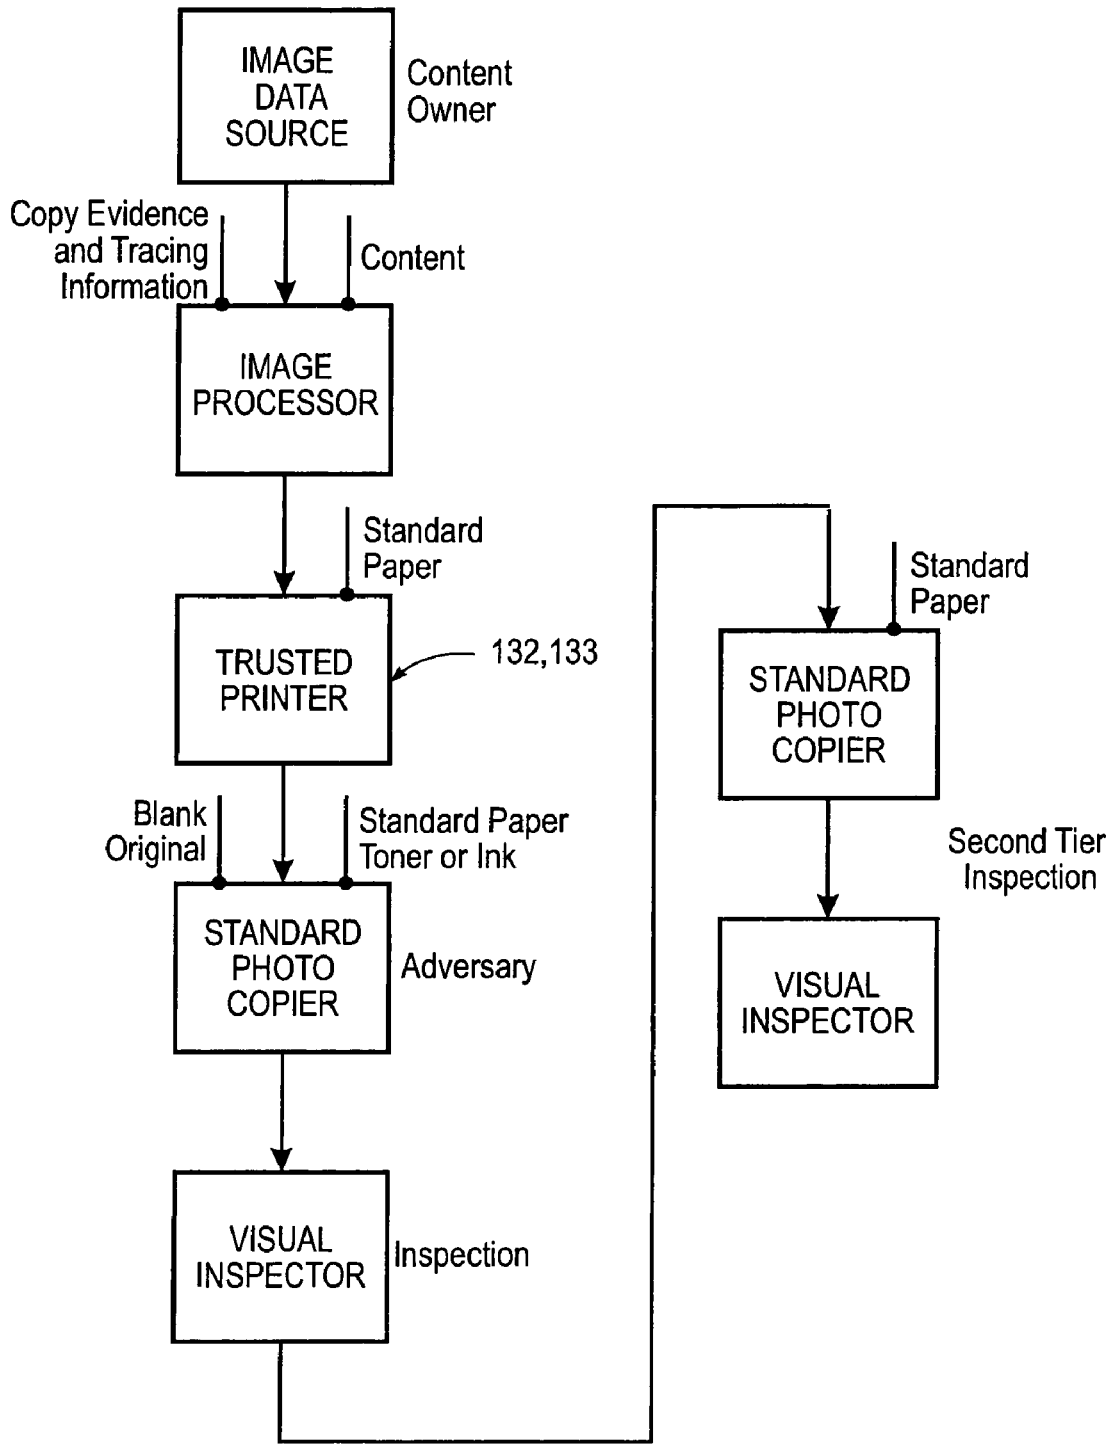 IMAGE
DATA
SOURCE
Content
Owner
Copy Evidence
and Tracing
Information
Content
IMAGE
PROCESSOR
Standard
Paper
TRUSTED
PRINTER
132,133
Blank
Original
Standard Paper
Toner or Ink
STANDARD
PHOTO
COPIER
Adversary
VISUAL
INSPECTOR
Inspection
Standard
Paper
STANDARD
PHOTO
COPIER
Second Tier
Inspection
VISUAL
INSPECTOR